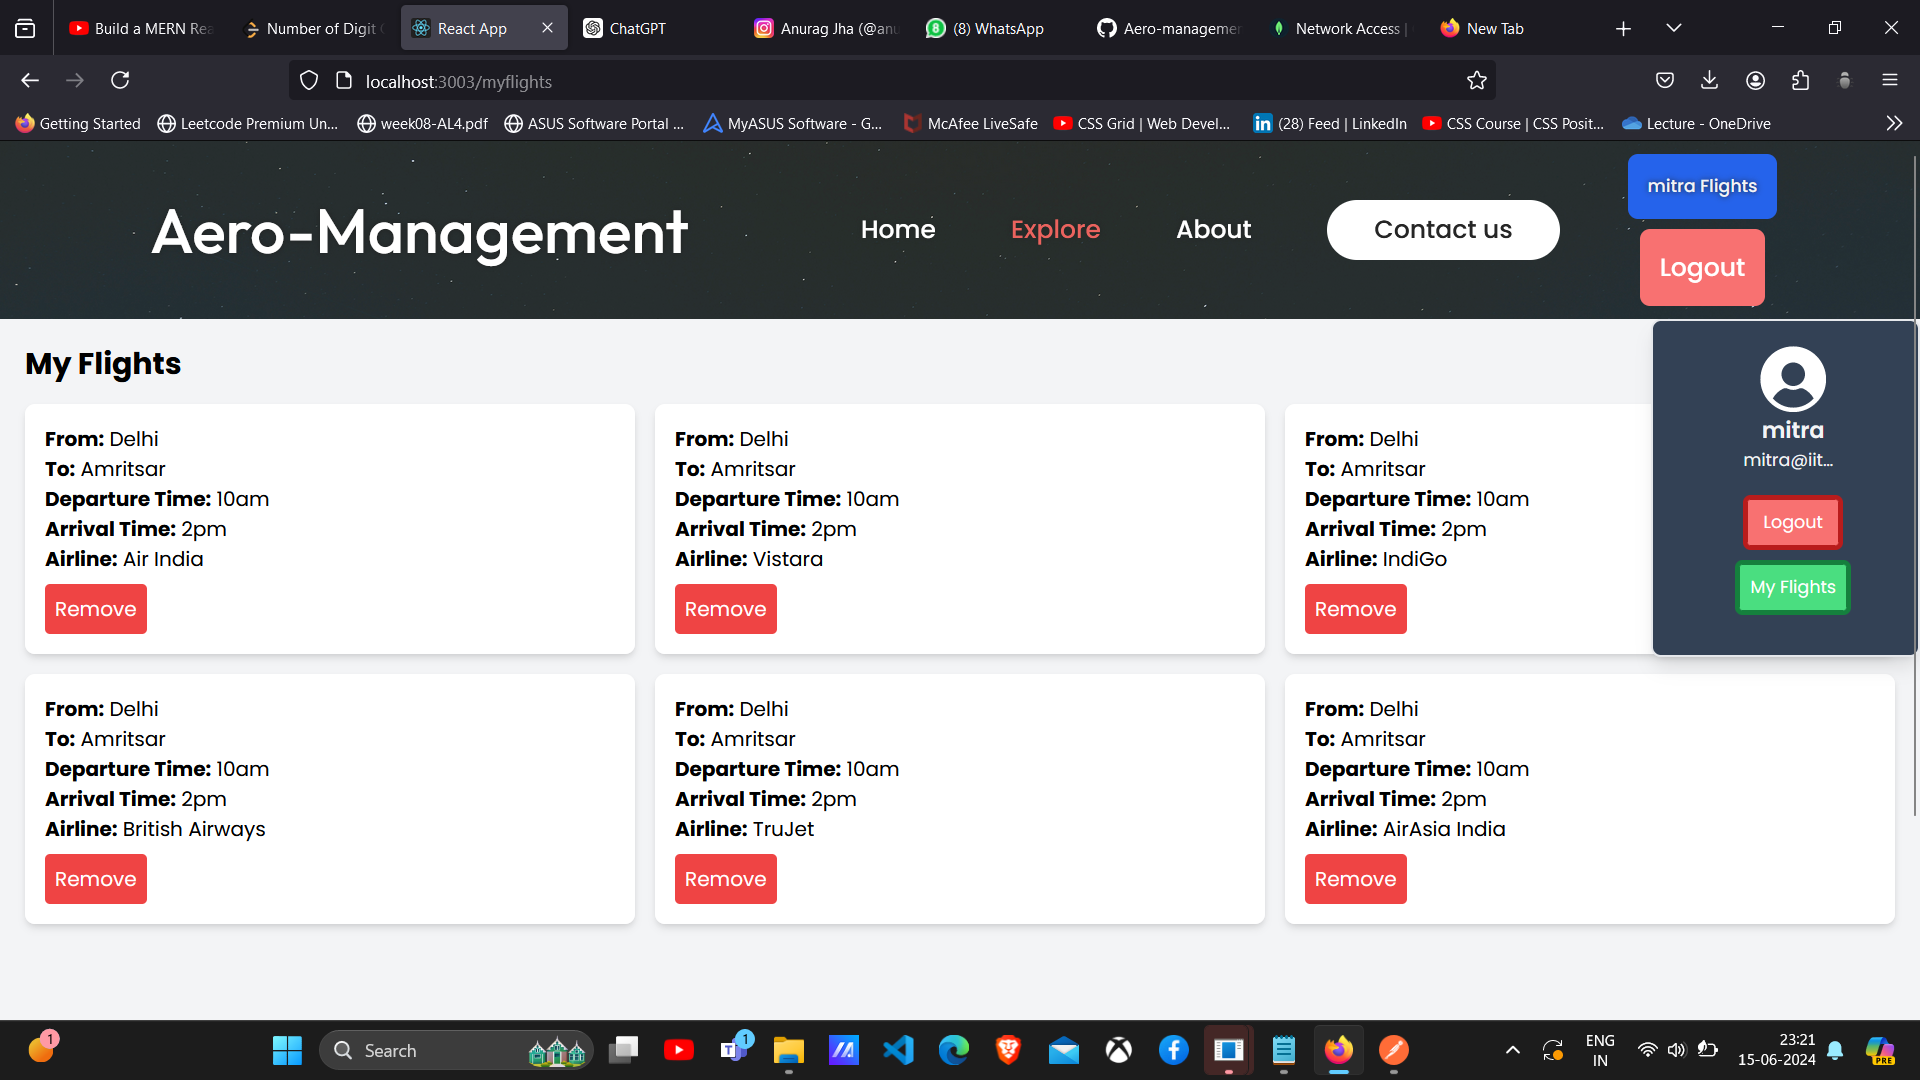 Build a MERN Rea
Number of Digit
React App
ChatGPT
Anurag Jha (@anu
(8) WhatsApp
Aero-managemen
Network Access |
New Tab
localhost:3003/myflights
Getting Started
Leetcode Premium Un...
week08-AL4.pdf
ASUS Software Portal ...
MyASUS Software - G...
McAfee LiveSafe
CSS Grid | Web Devel...
(28) Feed | LinkedIn
CSS Course | CSS Posit...
Lecture - OneDrive
Aero-Management
Home
Explore
About
Contact us
mitra Flights
Logout
My Flights
From: Delhi
To: Amritsar
Departure Time: 10am
Arrival Time: 2pm
Airline: Air India
Remove
From: Delhi
To: Amritsar
Departure Time: 10am
Arrival Time: 2pm
Airline: Vistara
Remove
From: Delhi
To: Amritsar
Departure Time: 10am
Arrival Time: 2pm
Airline: IndiGo
Remove
mitra
mitra@iit...
Logout
My Flights
From: Delhi
To: Amritsar
Departure Time: 10am
Arrival Time: 2pm
Airline: British Airways
Remove
From: Delhi
To: Amritsar
Departure Time: 10am
Arrival Time: 2pm
Airline: TruJet
Remove
From: Delhi
To: Amritsar
Departure Time: 10am
Arrival Time: 2pm
Airline: AirAsia India
Remove
1
Search
1
ENG
IN
23:21
15-06-2024
PRE